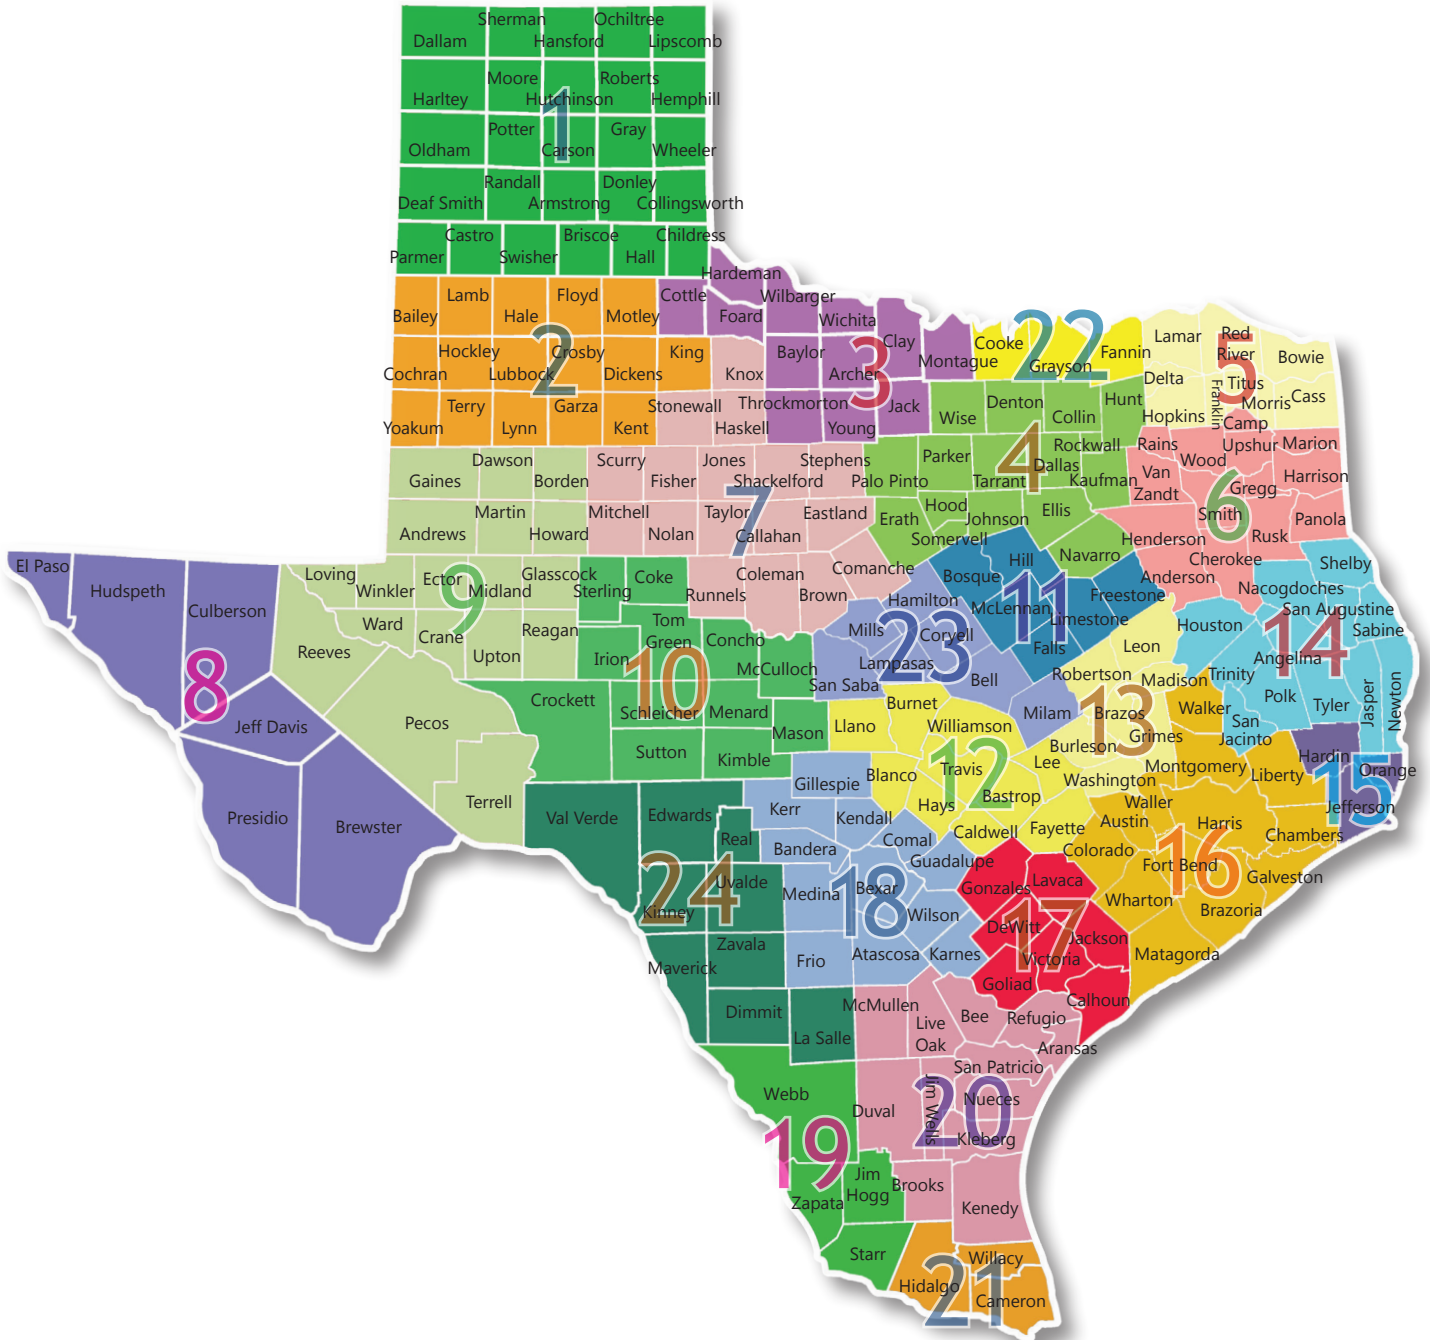 Sherman
Ochiltree
Dallam
Hansford
Lipscomb
Moore
Roberts
Harltey
Hutchinson
Hemphill
1
Potter
Gray
Oldham
Carson
Wheeler
Randall
Donley
Deaf Smith
Armstrong
Collingsworth
Castro
Briscoe
Childress
Parmer
Swisher
Hall
Hardeman
Lamb
Floyd
Cottle
Wilbarger
Bailey
Hale
Motley
Foard
Wichita
Hockley
Crosby
King
Baylor
Clay
Cochran
Lubbock
2
Dickens
Knox
Archer
3
Montague
Cooke
22
Grayson
Fannin
Lamar
Red
River
5
Bowie
Terry
Garza
Stonewall
Throckmorton
Jack
Yoakum
Lynn
Kent
Haskell
Young
Wise
Denton
Collin
Hunt
Delta
Hopkins
Franklin
Titus
Morris
Cass
Camp
Dawson
Scurry
Jones
Stephens
Gaines
Borden
Fisher
Shackelford
Palo Pinto
Parker
4
Tarrant
Dallas
Rockwall
Kaufman
Rains
Van
Zandt
Wood
Upshur
Marion
Gregg
Harrison
Smith
6
Martin
Mitchell
Taylor
7
Eastland
Andrews
Howard
Nolan
Callahan
Erath
Hood
Somervell
Johnson
Ellis
Navarro
Henderson
Rusk
Panola
Cherokee
Anderson
El Paso
Hudspeth
Culberson
Loving
Winkler
Ector
9
Midland
Glasscock
Sterling
Coke
Runnels
Coleman
Brown
Comanche
Hamilton
Bosque
Hill
11
McLennan
Limestone
Freestone
Falls
Shelby
Nacogdoches
San Augustine
Sabine
Houston
14
Angelina
Trinity
Ward
Crane
Upton
Reagan
Reeves
Tom
Green
Concho
Irion
10
McCulloch
Mills
23
Coryell
Lampasas
San Saba
Bell
Leon
Robertson
Madison
Milam
8
Jeff Davis
Pecos
Crockett
Schleicher
Menard
Sutton
Mason
Kimble
Llano
Burnet
Williamson
Brazos
13
Grimes
Burleson
Walker
San
Jacinto
Polk
Tyler
Jasper
Newton
Presidio
Brewster
Terrell
Val Verde
Edwards
Real
Gillespie
Kerr
Kendall
Bandera
Blanco
Travis
12
Hays
Bastrop
Lee
Washington
Montgomery
Liberty
Hardin
15
Orange
Jefferson
Comal
Guadalupe
Caldwell
Fayette
Waller
Austin
Harris
Chambers
Colorado
16
Fort Bend
Galveston
24
Uvalde
Kinney
Medina
Bexar
18
Wilson
Gonzales
Lavaca
Wharton
Brazoria
Maverick
Zavala
Frio
Atascosa
Karnes
DeWitt
17
Victoria
Jackson
Matagorda
Goliad
Calhoun
Dimmit
La Salle
McMullen
Live
Oak
Bee
Refugio
Aransas
San Patricio
Webb
Duval
Jim Wells
20
Nueces
Kleberg
19
Zapata
Jim
Hogg
Brooks
Kenedy
Starr
Hidalgo
21
Willacy
Cameron